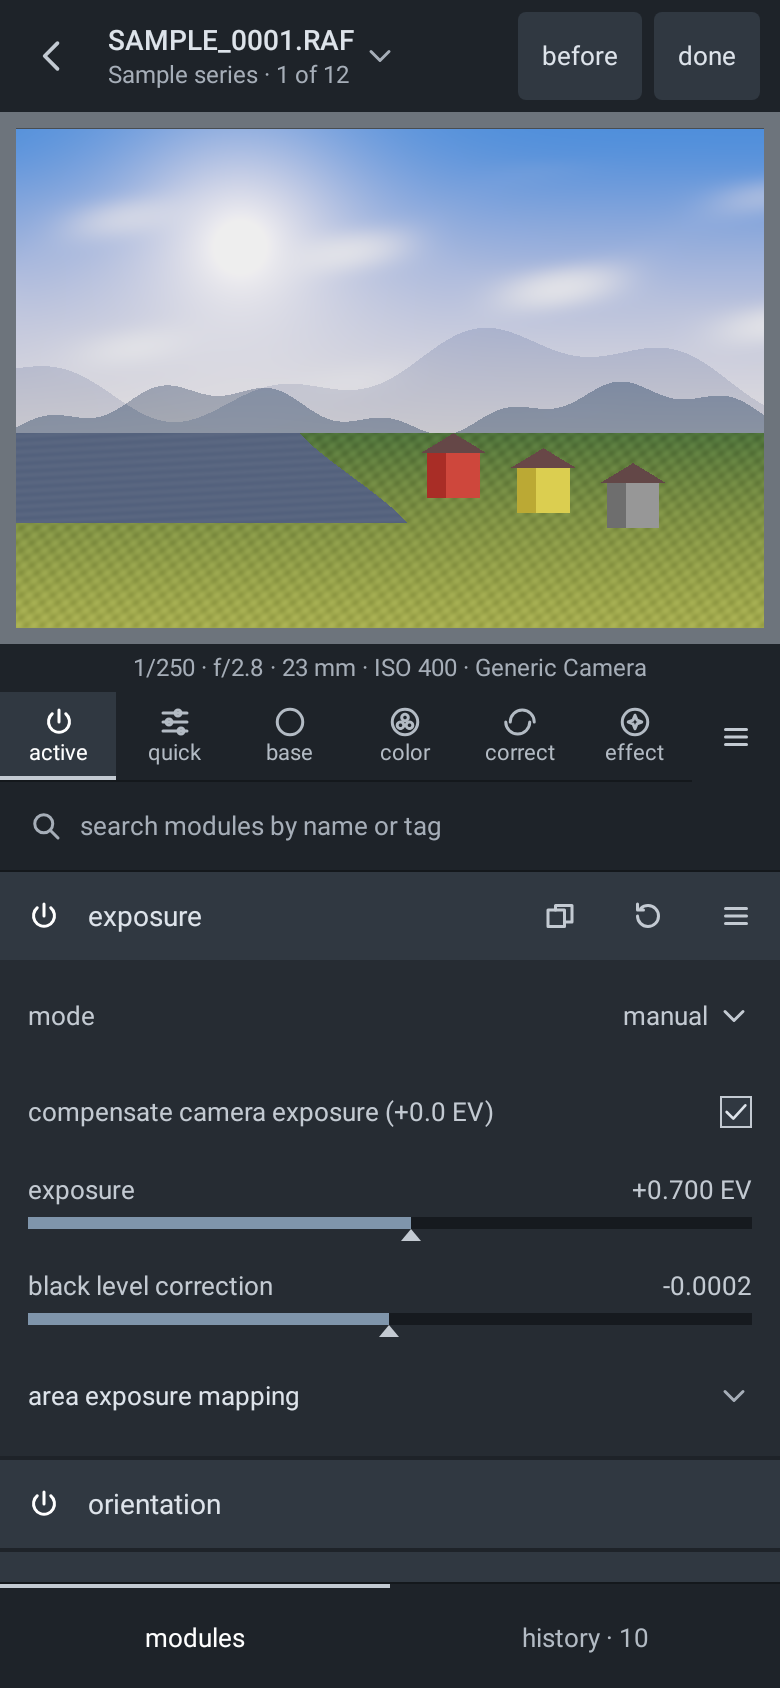 SAMPLE_0001.RAF
Sample series · 1 of 12
before
done
1/250 · f/2.8 · 23 mm · ISO 400 · Generic Camera
active
quick
base
color
correct
effect
search modules by name or tag
exposure
mode
manual
compensate camera exposure (+0.0 EV)
exposure
+0.700 EV
black level correction
-0.0002
area exposure mapping
orientation
modules
history · 10